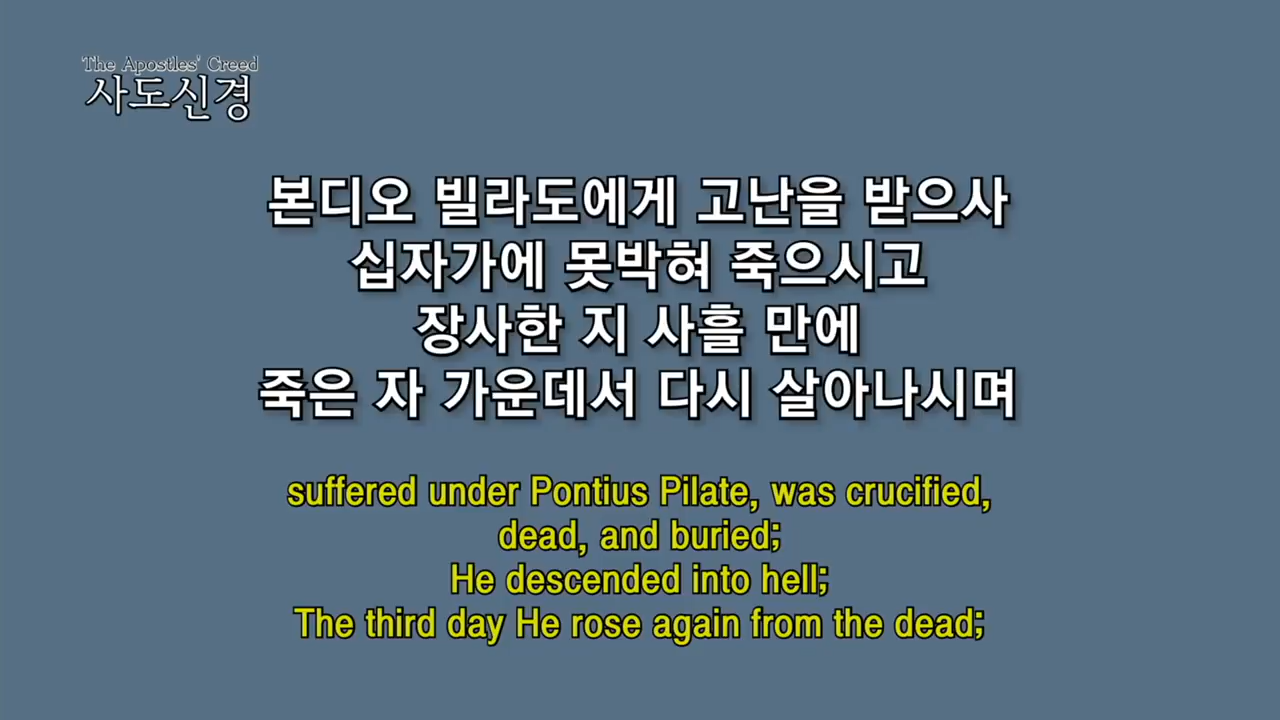 The Apostles' Creed
사도신경
본디오 빌라도에게 고난을 받으사
십자가에 못박혀 죽으시고
장사한 지 사흘 만에
죽은 자 가운데서 다시 살아나시며
suffered under Pontius Pilate, was crucified,
dead, and buried;
He descended into hell;
The third day He rose again from the dead;